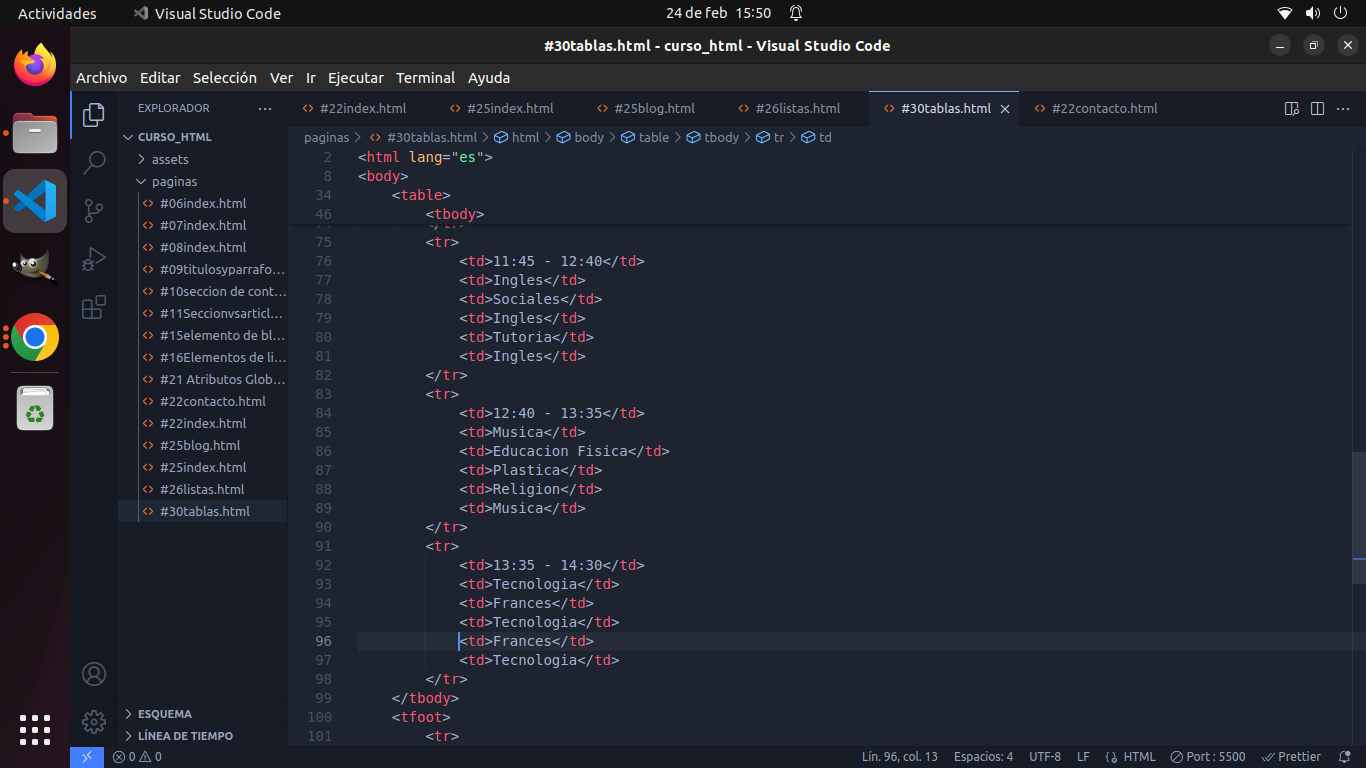 Actividades
Visual Studio Code
24 de feb 15:50
#30tablas.html - curso_html - Visual Studio Code
Archivo Editar Selección Ver Ir Ejecutar Terminal Ayuda
EXPLORADOR
CURSO_HTML
assets
paginas
#06index.html
#07index.html
#08index.html
#09titulosyparrafo...
#10seccion de cont...
#11Seccionvsarticl...
#15elemento de bl...
#16Elementos de li...
#21 Atributos Glob...
#22contacto.html
#22index.html
#25blog.html
#25index.html
#26listas.html
#30tablas.html
ESQUEMA
LÍNEA DE TIEMPO
#22index.html #25index.html #25blog.html #26listas.html #30tablas.html #22contacto.html
paginas > #30tablas.html > html > body > table > tbody > tr > td
2 <html lang="es">
8 <body>
34 <table>
46 <tbody>
74 </tr>
75 <tr>
76 <td>11:45 - 12:40</td>
77 <td>Ingles</td>
78 <td>Sociales</td>
79 <td>Ingles</td>
80 <td>Tutoria</td>
81 <td>Ingles</td>
82 </tr>
83 <tr>
84 <td>12:40 - 13:35</td>
85 <td>Musica</td>
86 <td>Educacion Fisica</td>
87 <td>Plastica</td>
88 <td>Religion</td>
89 <td>Musica</td>
90 </tr>
91 <tr>
92 <td>13:35 - 14:30</td>
93 <td>Tecnologia</td>
94 <td>Frances</td>
95 <td>Tecnologia</td>
96 <td>Frances</td>
97 <td>Tecnologia</td>
98 </tr>
99 </tbody>
100 <tfoot>
101 <tr>
0 0 Lín. 96, col. 13 Espacios: 4 UTF-8 LF HTML Port : 5500 Prettier